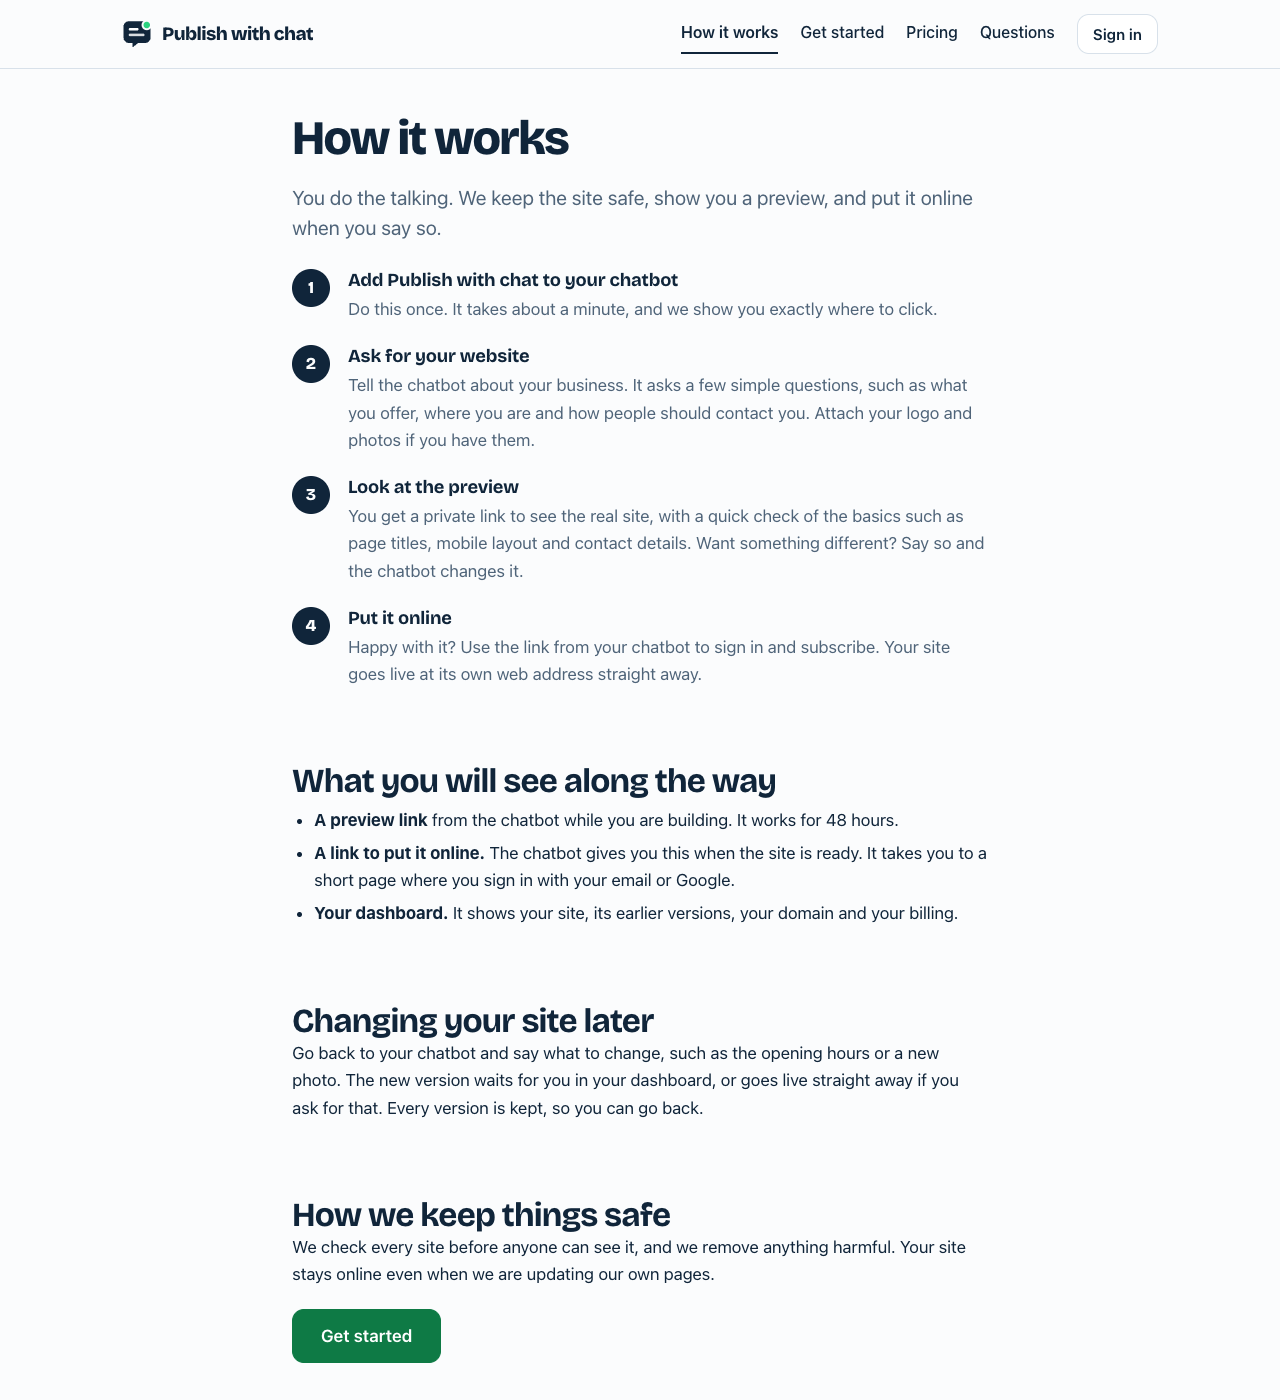 Publish with chat
How it works
Get started
Pricing
Questions
Sign in
How it works
You do the talking. We keep the site safe, show you a preview, and put it online
when you say so.
1
Add Publish with chat to your chatbot
Do this once. It takes about a minute, and we show you exactly where to click.
2
Ask for your website
Tell the chatbot about your business. It asks a few simple questions, such as what
you offer, where you are and how people should contact you. Attach your logo and
photos if you have them.
3
Look at the preview
You get a private link to see the real site, with a quick check of the basics such as
page titles, mobile layout and contact details. Want something different? Say so and
the chatbot changes it.
4
Put it online
Happy with it? Use the link from your chatbot to sign in and subscribe. Your site
goes live at its own web address straight away.
What you will see along the way
• A preview link from the chatbot while you are building. It works for 48 hours.
• A link to put it online. The chatbot gives you this when the site is ready. It takes you to a
short page where you sign in with your email or Google.
• Your dashboard. It shows your site, its earlier versions, your domain and your billing.
Changing your site later
Go back to your chatbot and say what to change, such as the opening hours or a new
photo. The new version waits for you in your dashboard, or goes live straight away if you
ask for that. Every version is kept, so you can go back.
How we keep things safe
We check every site before anyone can see it, and we remove anything harmful. Your site
stays online even when we are updating our own pages.
Get started